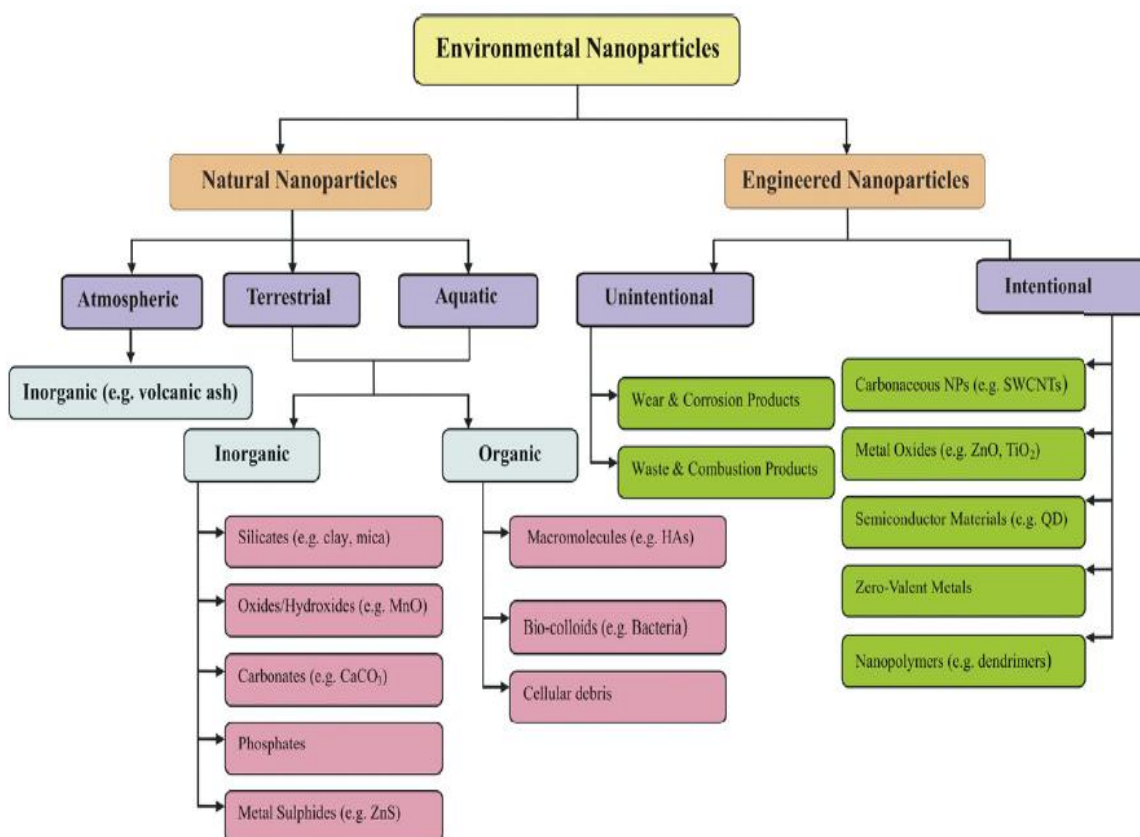 Environmental Nanoparticles
Natural Nanoparticles
Engineered Nanoparticles
Atmospheric
Terrestrial
Aquatic
Unintentional
Intentional
Inorganic (e.g. volcanic ash)
Inorganic
Organic
Silicates (e.g. clay, mica)
Oxides/Hydroxides (e.g. MnO)
Carbonates (e.g. CaCO₃)
Phosphates
Metal Sulphides (e.g. ZnS)
Macromolecules (e.g. HAs)
Bio-colloids (e.g. Bacteria)
Cellular debris
Wear & Corrosion Products
Waste & Combustion Products
Carbonaceous NPs (e.g. SWCNTs)
Metal Oxides (e.g. ZnO, TiO₂)
Semiconductor Materials (e.g. QD)
Zero-Valent Metals
Nanopolymers (e.g. dendrimers)